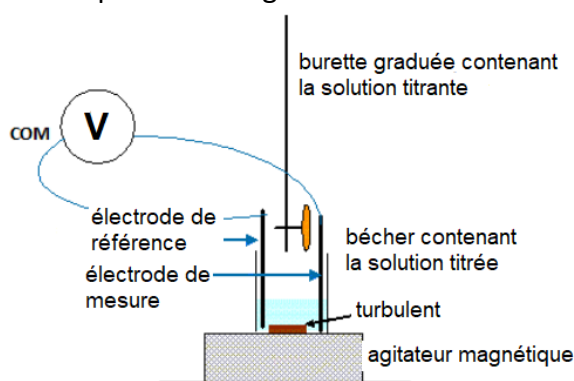 burette graduée contenant
la solution titrante
COM
V
électrode de
référence
bécher contenant
la solution titrée
électrode de
mesure
turbulent
agitateur magnétique